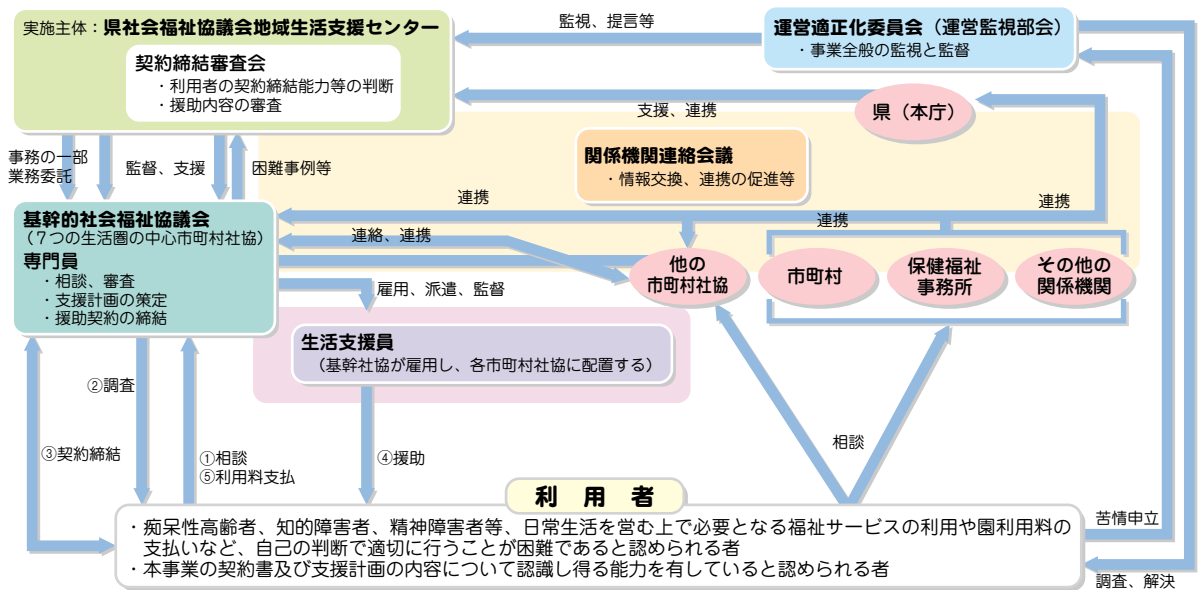 実施主体：県社会福祉協議会地域生活支援センター
契約締結審査会
・利用者の契約締結能力等の判断
・援助内容の審査
監視、提言等
運営適正化委員会（運営監視部会）
・事業全般の監視と監督
支援、連携
県（本庁）
関係機関連絡会議
・情報交換、連携の促進等
事務の一部
業務委託
監督、支援
困難事例等
連携
連携
連携
基幹的社会福祉協議会
（７つの生活圏の中心市町村社協）
専門員
・相談、審査
・支援計画の策定
・援助契約の締結
連絡、連携
他の
市町村社協
市町村
保健福祉
事務所
その他の
関係機関
雇用、派遣、監督
生活支援員
（基幹社協が雇用し、各市町村社協に配置する）
②調査
③契約締結
①相談
⑤利用料支払
④援助
相談
利用者
・痴呆性高齢者、知的障害者、精神障害者等、日常生活を営む上で必要となる福祉サービスの利用や園利用料の
支払いなど、自己の判断で適切に行うことが困難であると認められる者
・本事業の契約書及び支援計画の内容について認識し得る能力を有していると認められる者
苦情申立
調査、解決